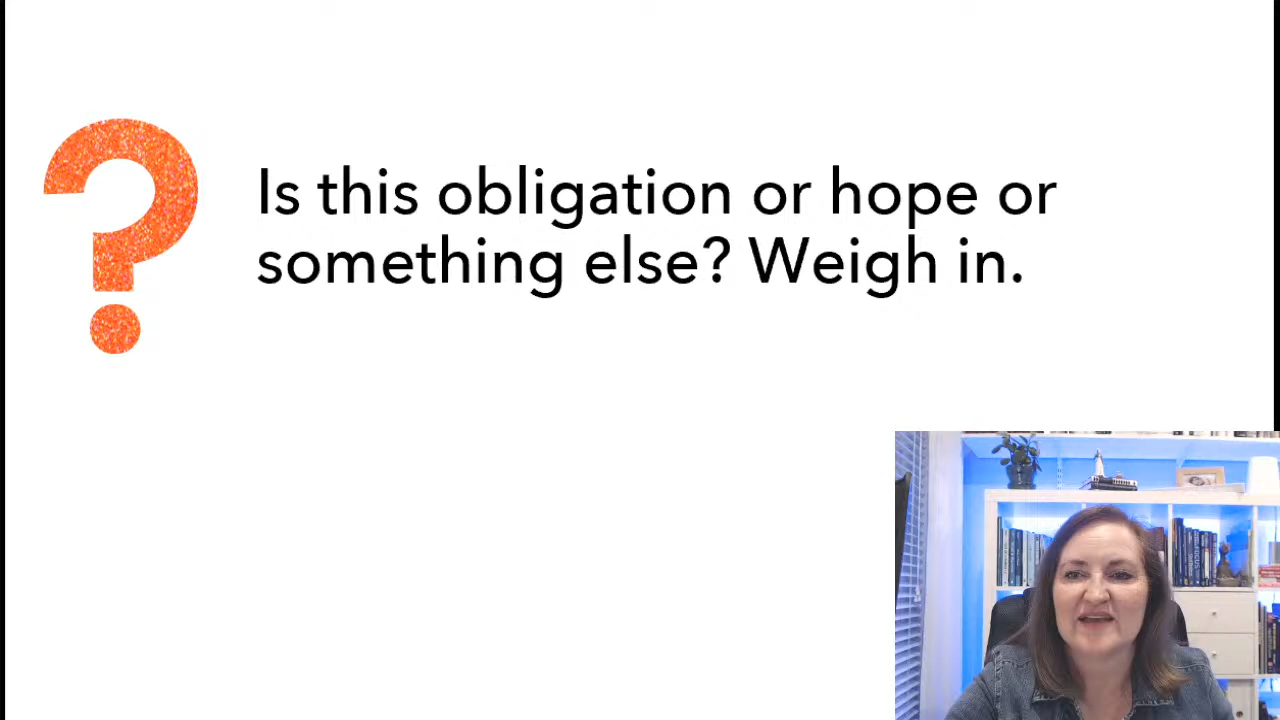 ?
Is this obligation or hope or
something else? Weigh in.